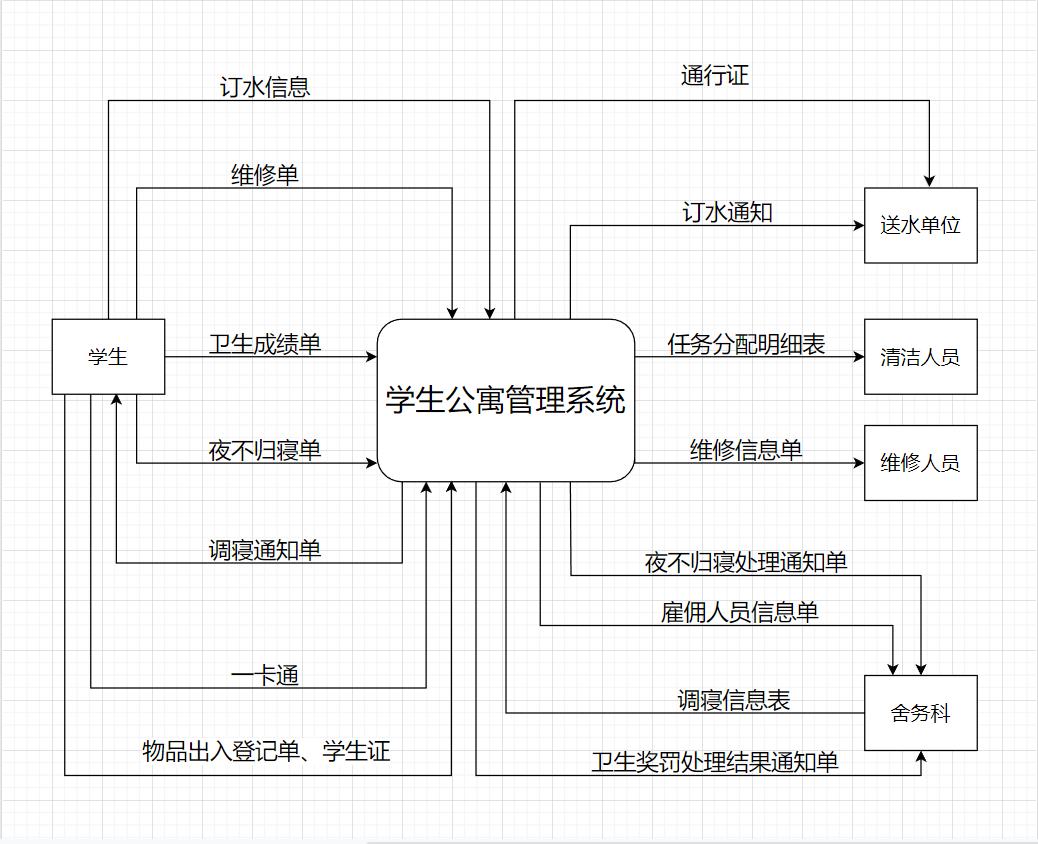 订水信息
通行证
维修单
订水通知
送水单位
学生
卫生成绩单
学生公寓管理系统
任务分配明细表
清洁人员
夜不归寝单
维修信息单
维修人员
调寝通知单
夜不归寝处理通知单
雇佣人员信息单
一卡通
调寝信息表
舍务科
物品出入登记单、学生证
卫生奖罚处理结果通知单